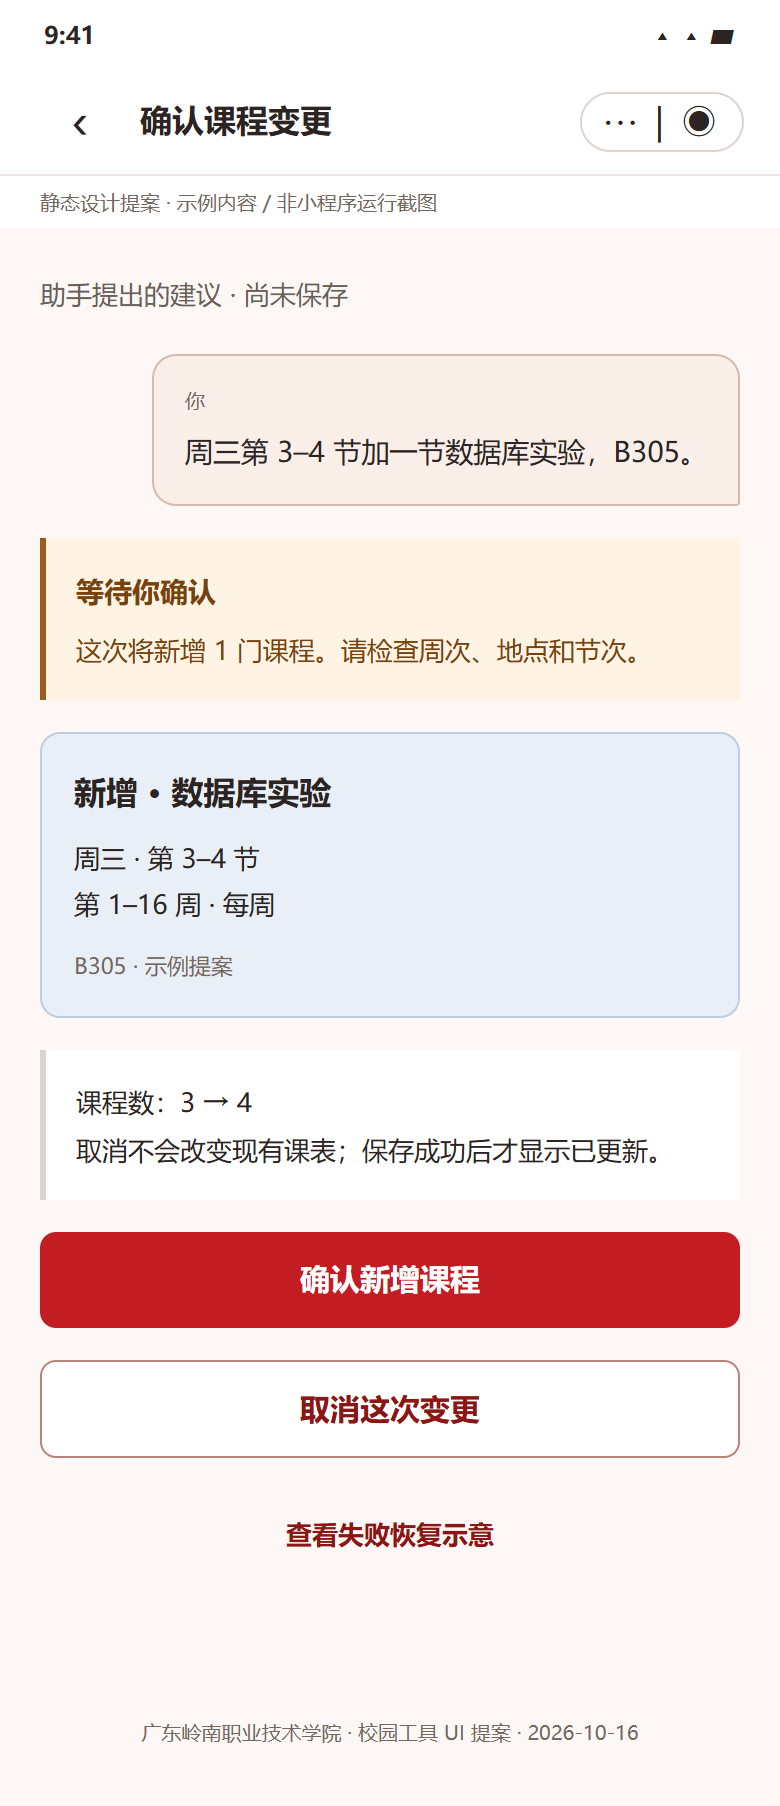 9:41
确认课程变更
静态设计提案 · 示例内容 / 非小程序运行截图
助手提出的建议 · 尚未保存
你
周三第 3–4 节加一节数据库实验，B305。
等待你确认
这次将新增 1 门课程。请检查周次、地点和节次。
新增 · 数据库实验
周三 · 第 3–4 节
第 1–16 周 · 每周
B305 · 示例提案
课程数：3 → 4
取消不会改变现有课表；保存成功后才显示已更新。
确认新增课程
取消这次变更
查看失败恢复示意
广东岭南职业技术学院 · 校园工具 UI 提案 · 2026-10-16